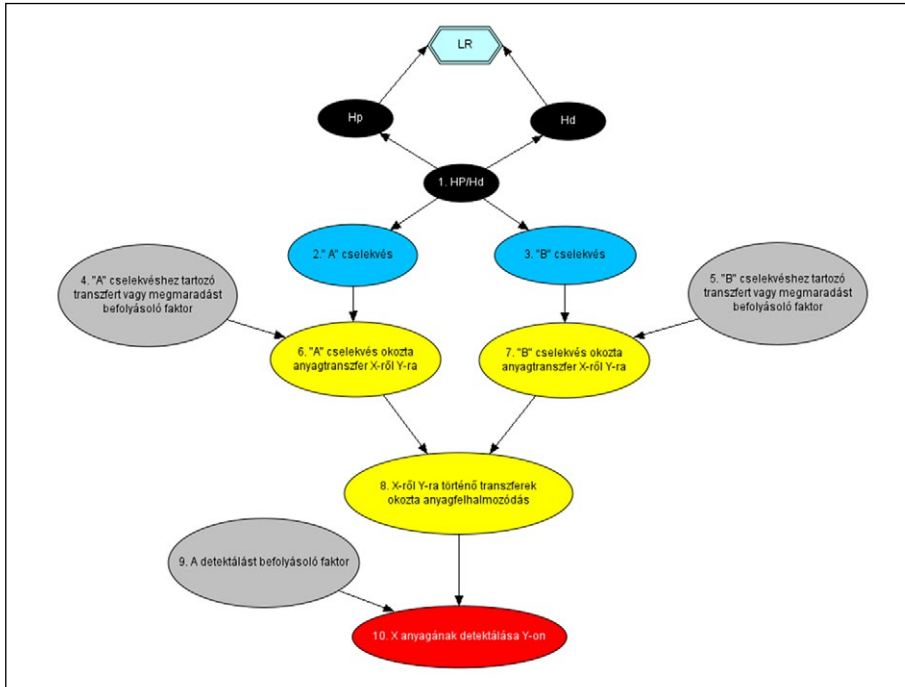 LR
Hp
Hd
1. HP/Hd
2." A" cselekvés
3. "B" cselekvés
4. "A" cselekvéshez tartozó
transzfert vagy megmaradást
befolyásoló faktor
5. "B" cselekvéshez tartozó
transzfert vagy megmaradást
befolyásoló faktor
6. "A" cselekvés okozta
anyagtranszfer X-ről Y-ra
7. "B" cselekvés okozta
anyagtranszfer X-ről Y-ra
8. X-ről Y-ra történő transzferek
okozta anyagfelhalmozódás
9. A detektálást befolyásoló faktor
10. X anyagának detektálása Y-on